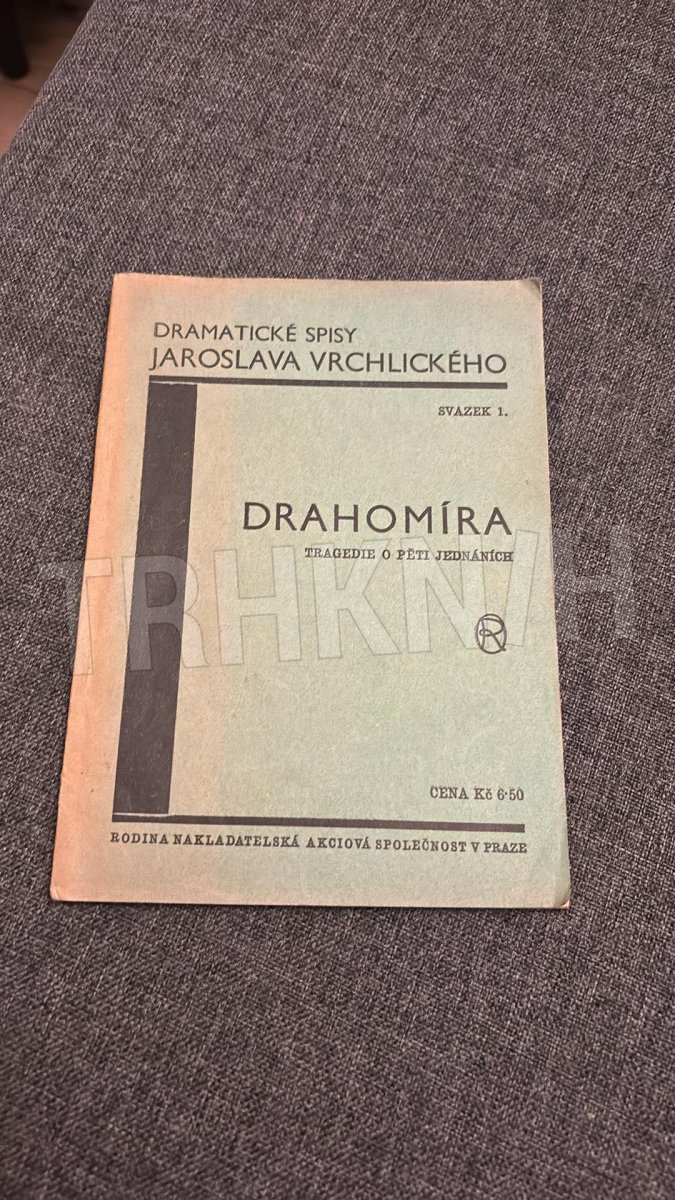 DRAMATICKÉ SPISY
JAROSLAVA VRCHLICKÉHO
SVAZEK 1.
DRAHOMÍRA
TRAGEDIE O PĚTI JEDNÁNÍCH
TRHKNIH
R
CENA Kč 6·50
RODINA NAKLADATELSKÁ AKCIOVÁ SPOLEČNOST V PRAZE